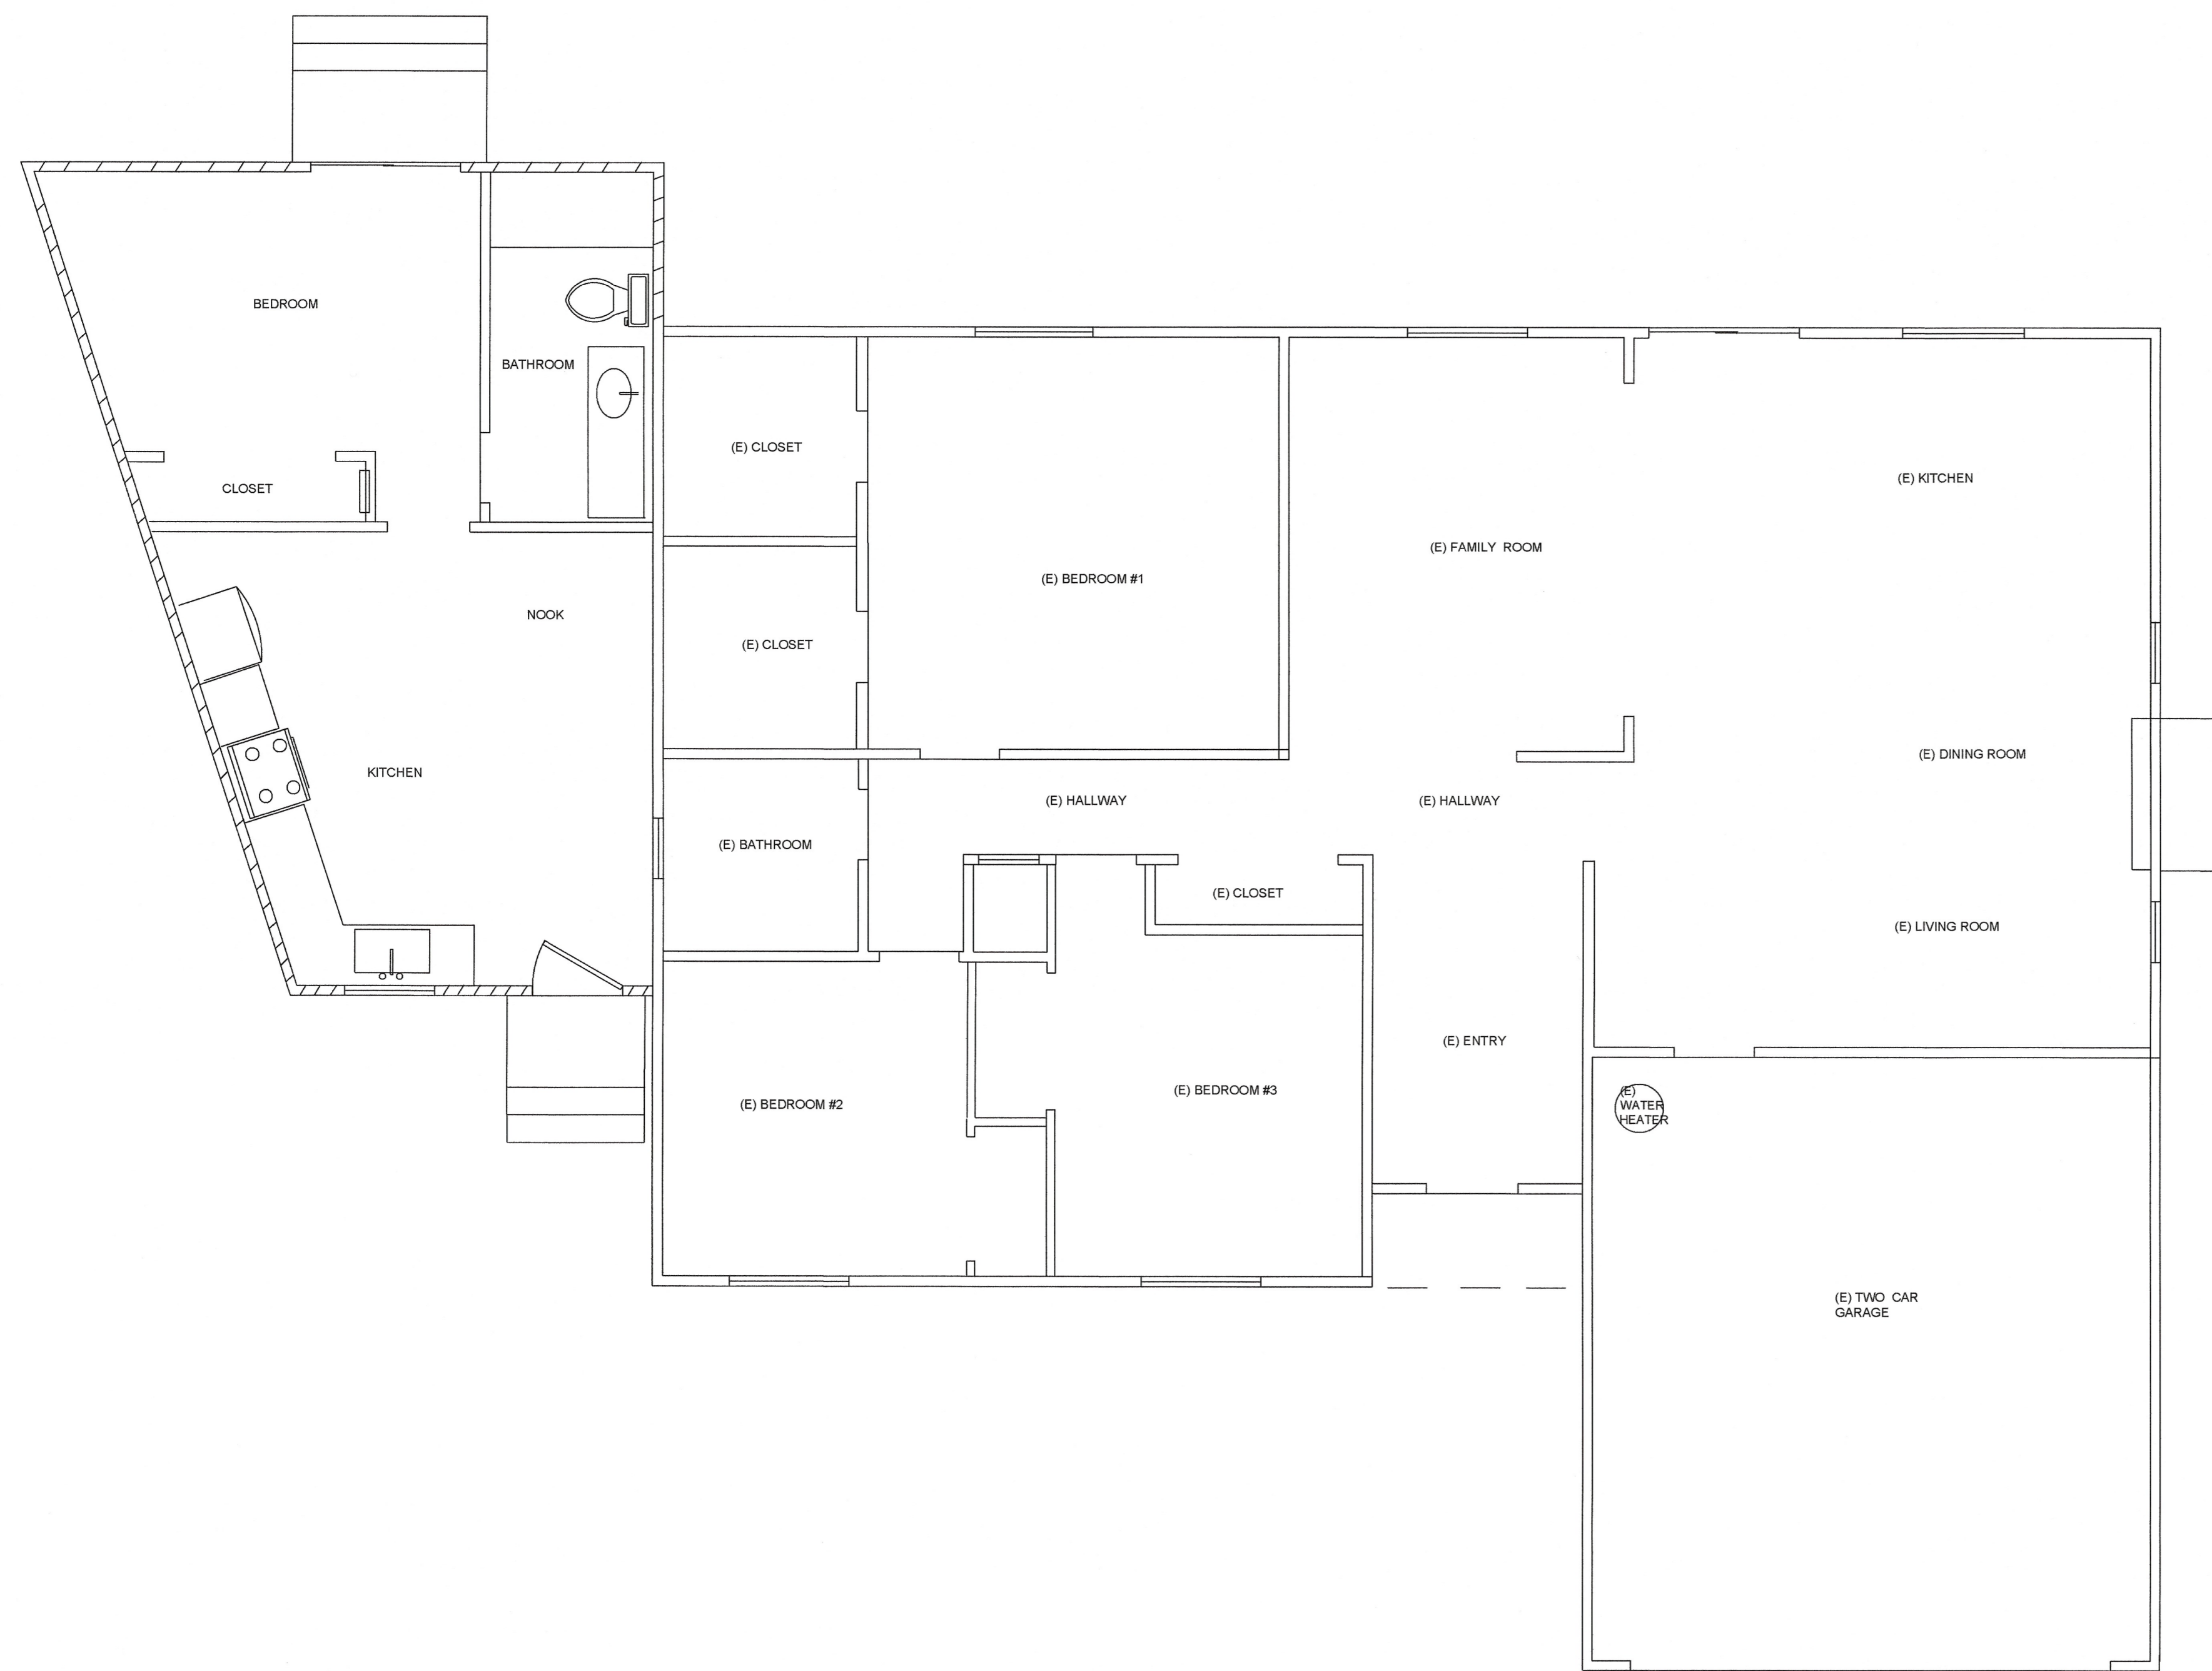 BEDROOM
BATHROOM
(E) CLOSET
(E) KITCHEN
CLOSET
(E) FAMILY ROOM
(E) BEDROOM #1
NOOK
(E) CLOSET
(E) DINING ROOM
KITCHEN
(E) HALLWAY
(E) HALLWAY
(E) BATHROOM
(E) CLOSET
(E) LIVING ROOM
(E) ENTRY
(E) BEDROOM #3
(E) BEDROOM #2
(E)
WATER
HEATER
(E) TWO CAR
GARAGE